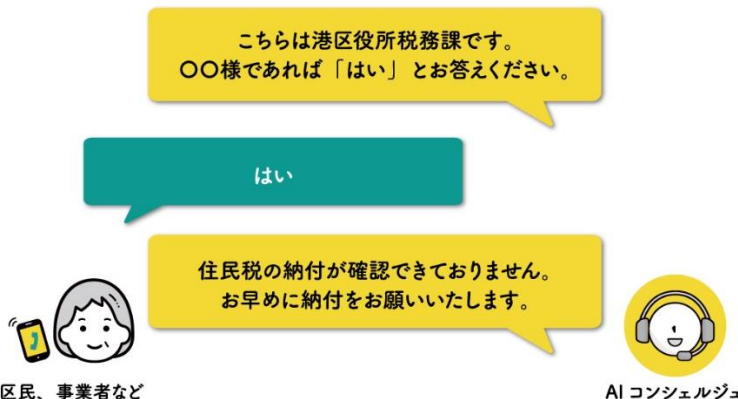 こちらは港区役所税務課です。
〇〇様であれば「はい」とお答えください。
はい
住民税の納付が確認できておりません。
お早めに納付をお願いいたします。
区民、事業者など
AIコンシェルジュ